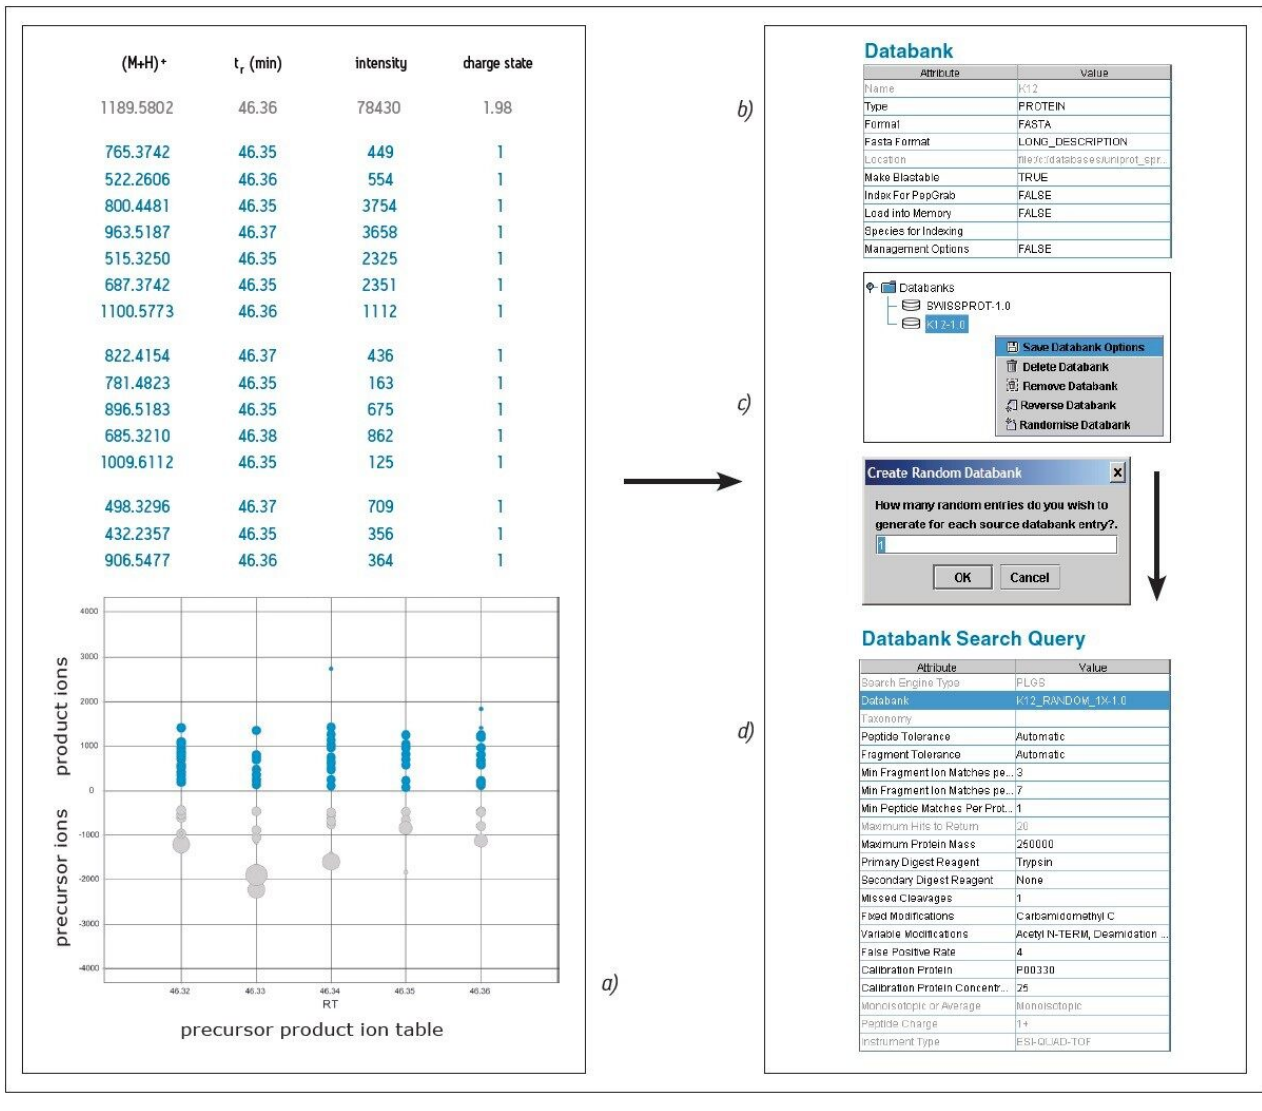 (M+H)+ tr (min) intensity charge state
1189.5802 46.36 78430 1.98
765.3742 46.35 449 1
522.2606 46.36 554 1
800.4481 46.35 3754 1
963.5187 46.37 3658 1
515.3250 46.35 2325 1
687.3742 46.35 2351 1
1100.5773 46.36 1112 1
822.4154 46.37 436 1
781.4823 46.35 163 1
896.5183 46.35 675 1
685.3210 46.38 862 1
1009.6112 46.35 125 1
498.3296 46.37 709 1
432.2357 46.35 356 1
906.5477 46.36 364 1
4000
3000
2000
1000
0
-1000
-2000
-3000
-4000
product ions
precursor ions
46.32 46.33 46.34 46.35 46.36
RT
precursor product ion table
a)
b)
Databank
Attribute Value
Name K12
Type PROTEIN
Format FASTA
Fasta Format LONG_DESCRIPTION
Location file:/c:/databases/uniprot_spr...
Make Blastable TRUE
Index For PepGrab FALSE
Load into Memory FALSE
Species for Indexing
Management Options FALSE
c)
Databanks
SWISSPROT-1.0
K12-1.0
Save Databank Options
Delete Databank
Remove Databank
Reverse Databank
Randomise Databank
Create Random Databank x
How many random entries do you wish to
generate for each source databank entry?.
1
OK Cancel
d)
Databank Search Query
Attribute Value
Search Engine Type PLGS
Databank K12_RANDOM_1X-1.0
Taxonomy
Peptide Tolerance Automatic
Fragment Tolerance Automatic
Min Fragment Ion Matches pe... 3
Min Fragment Ion Matches pe... 7
Min Peptide Matches Per Prot... 1
Maximum Hits to Return 20
Maximum Protein Mass 250000
Primary Digest Reagent Trypsin
Secondary Digest Reagent None
Missed Cleavages 1
Fixed Modifications Carbamidomethyl C
Variable Modifications Acetyl N-TERM, Deamidation ...
False Positive Rate 4
Calibration Protein P00330
Calibration Protein Concentr... 25
Monoisotopic or Average Monoisotopic
Peptide Charge 1+
Instrument Type ESI-QUAD-TOF